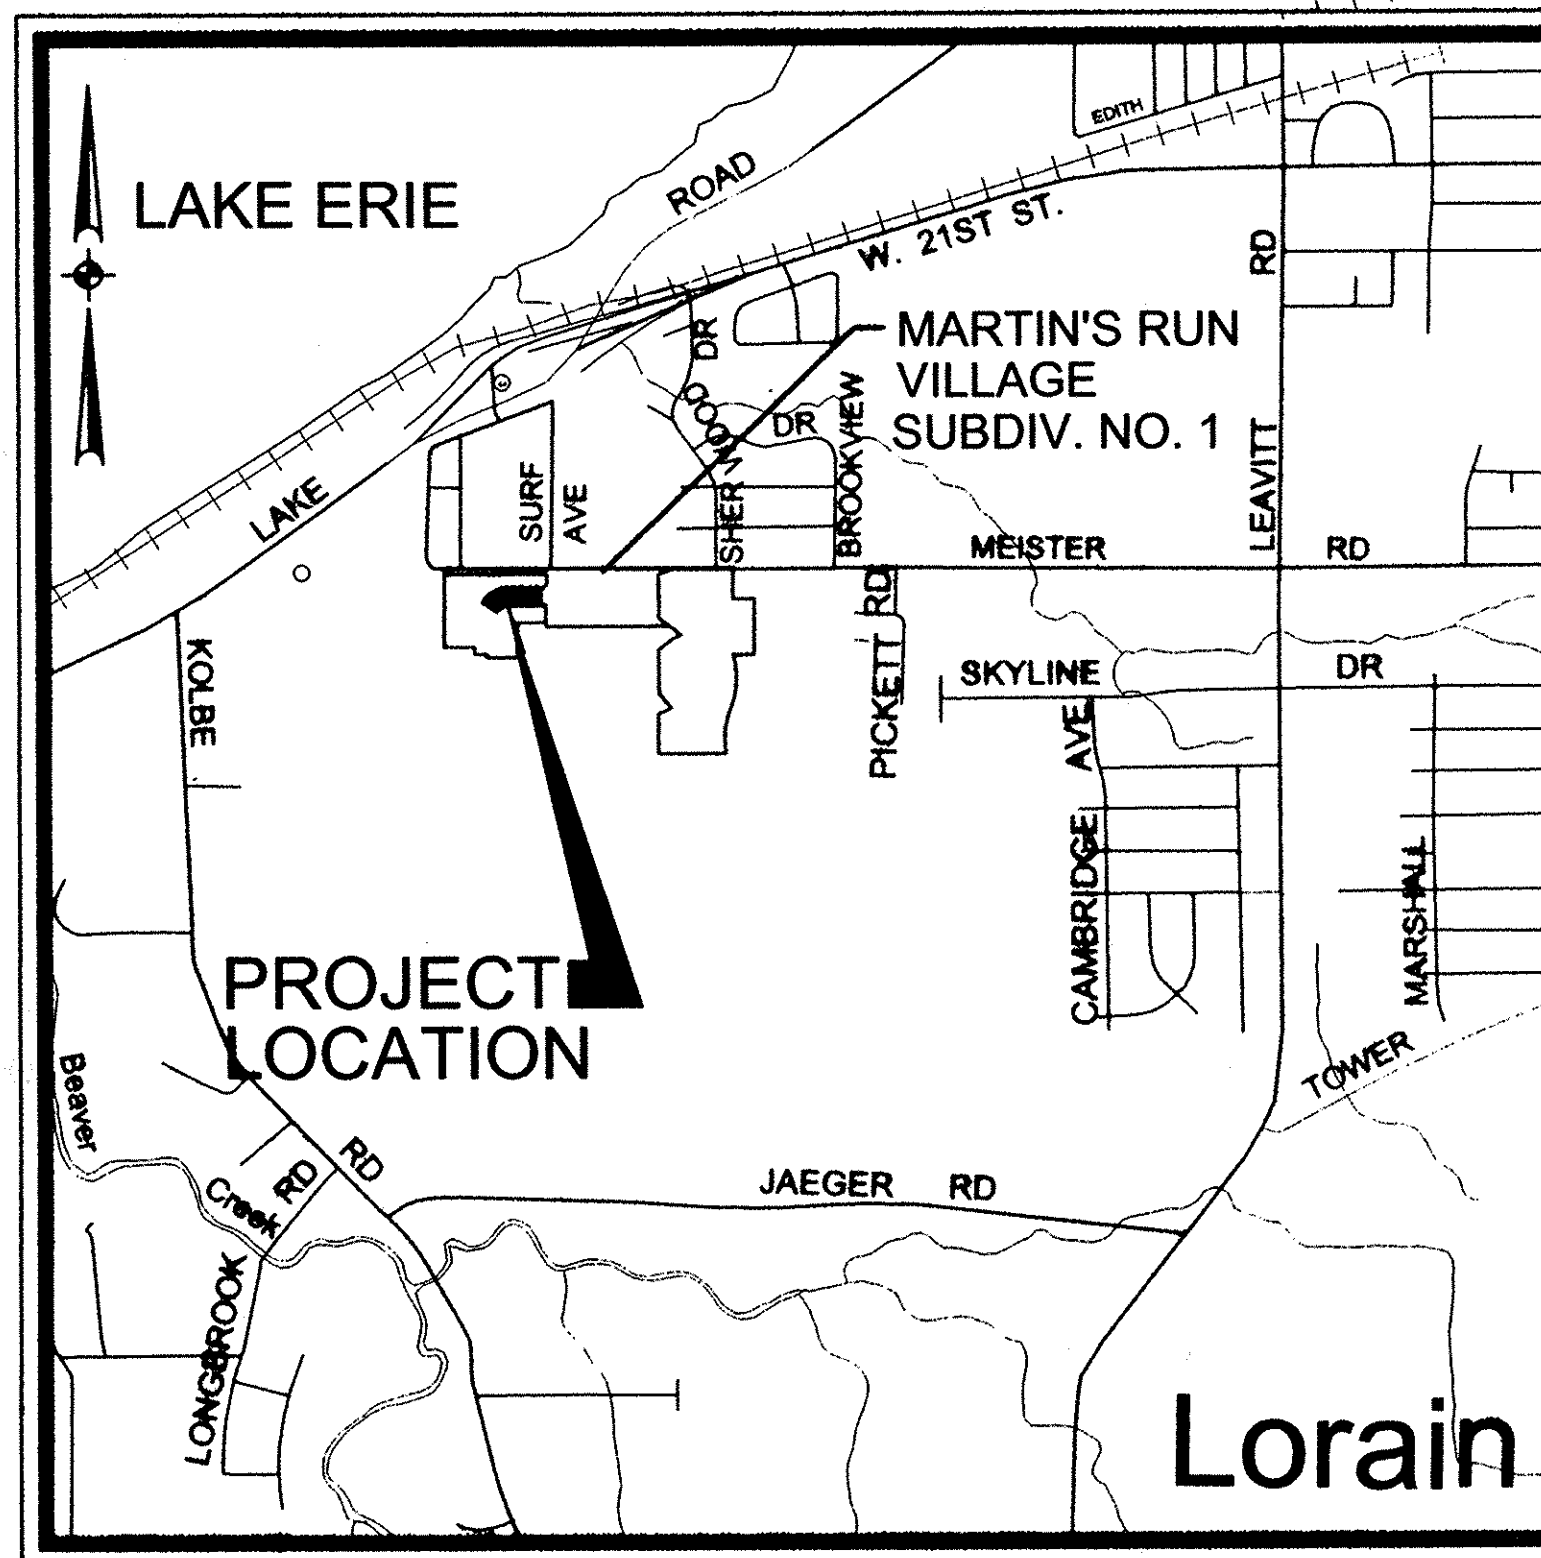 EDITH
LAKE ERIE
ROAD
W. 21ST ST.
RD
MARTIN'S RUN
VILLAGE
SUBDIV. NO. 1
DR
SHERWOOD
DR
BROOKVIEW
LEAVITT
LAKE
SURF
AVE
MEISTER
RD
KOLBE
PICKETT RD
SKYLINE
DR
CAMBRIDGE AVE
MARSHALL
PROJECT
LOCATION
TOWER
Beaver
Creek
RD
RD
JAEGER RD
LONGBROOK
Lorain